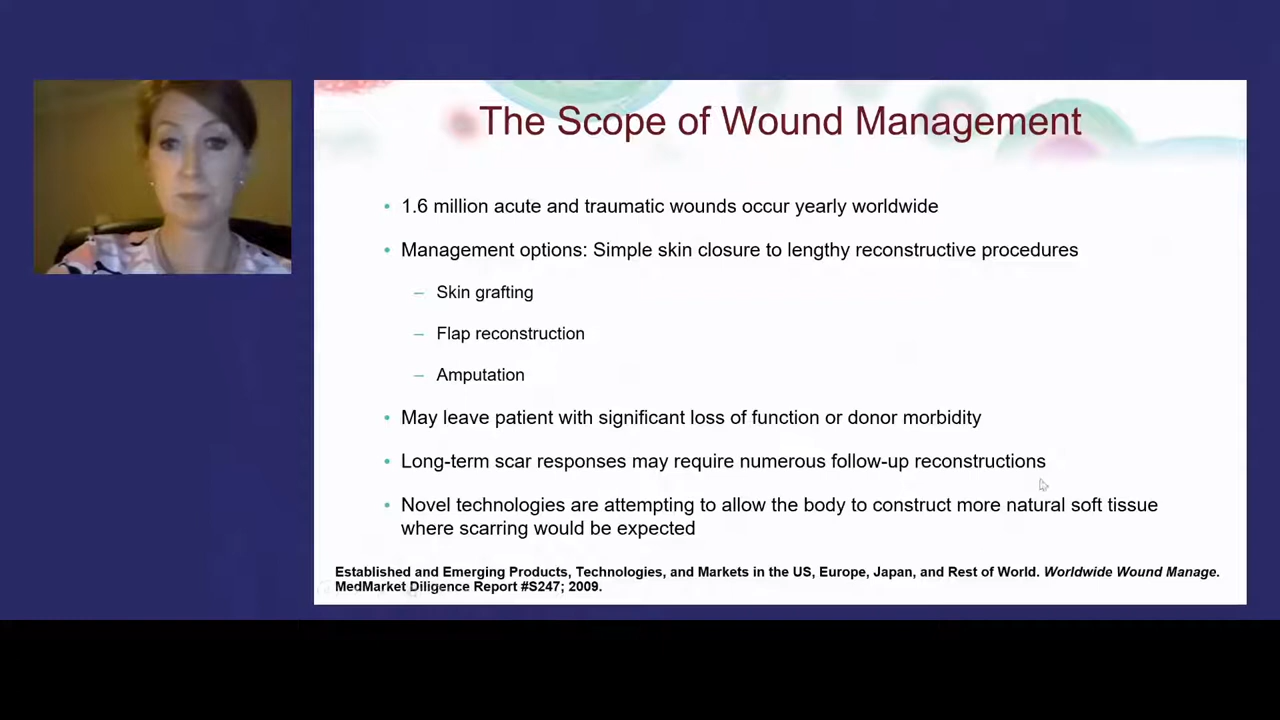 The Scope of Wound Management
• 1.6 million acute and traumatic wounds occur yearly worldwide
• Management options: Simple skin closure to lengthy reconstructive procedures
– Skin grafting
– Flap reconstruction
– Amputation
• May leave patient with significant loss of function or donor morbidity
• Long-term scar responses may require numerous follow-up reconstructions
• Novel technologies are attempting to allow the body to construct more natural soft tissue
where scarring would be expected
Established and Emerging Products, Technologies, and Markets in the US, Europe, Japan, and Rest of World. Worldwide Wound Manage.
MedMarket Diligence Report #S247; 2009.